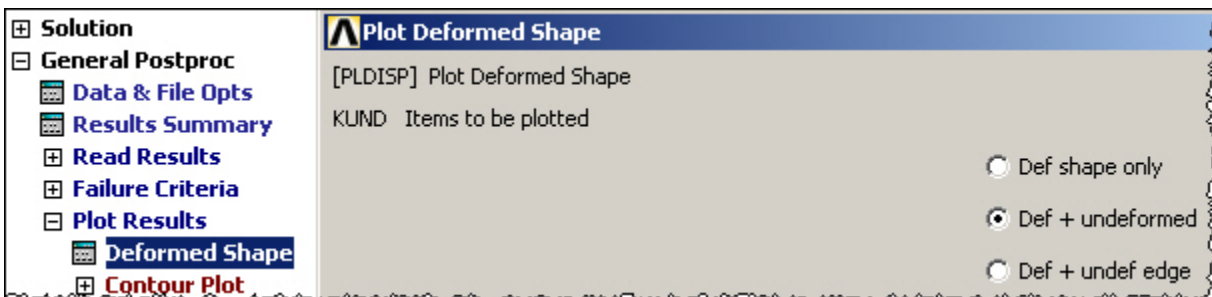 Solution
General Postproc
Data & File Opts
Results Summary
Read Results
Failure Criteria
Plot Results
Deformed Shape
Contour Plot
Plot Deformed Shape
[PLDISP] Plot Deformed Shape
KUND Items to be plotted
Def shape only
Def + undeformed
Def + undef edge